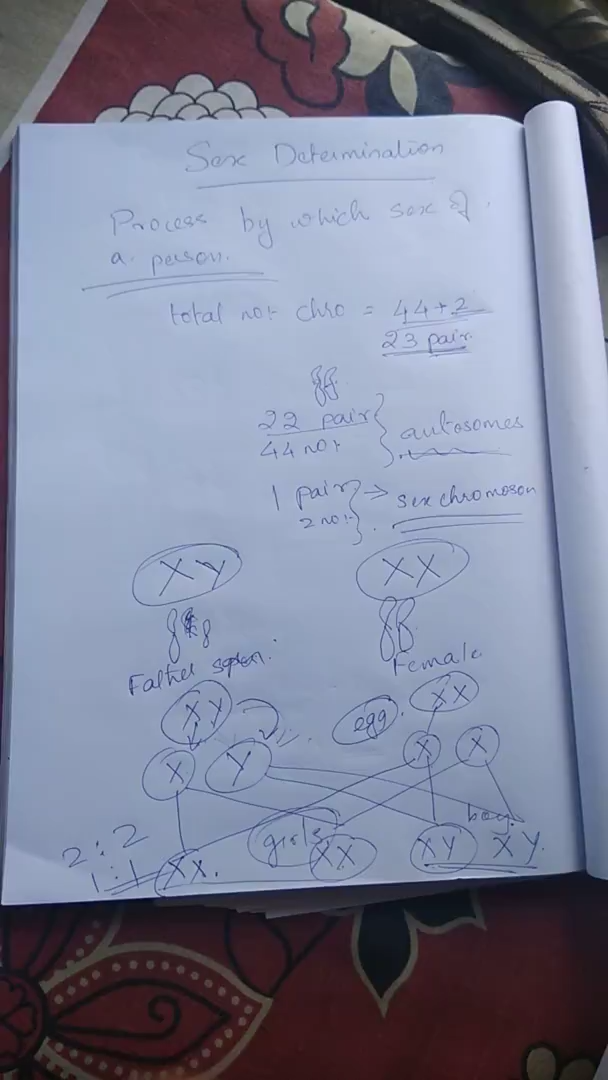 Sex Determination
Process by which sex of
a person.
total no:- chro = 44+2
23 pair
22 pair
44 no:
autosomes
1 pair → sex chromoson
2 no:-
XY XX
Father Female
XY egg. XX
X Y X X
girls boy
2:2
1:1 XX. XX XY XY.